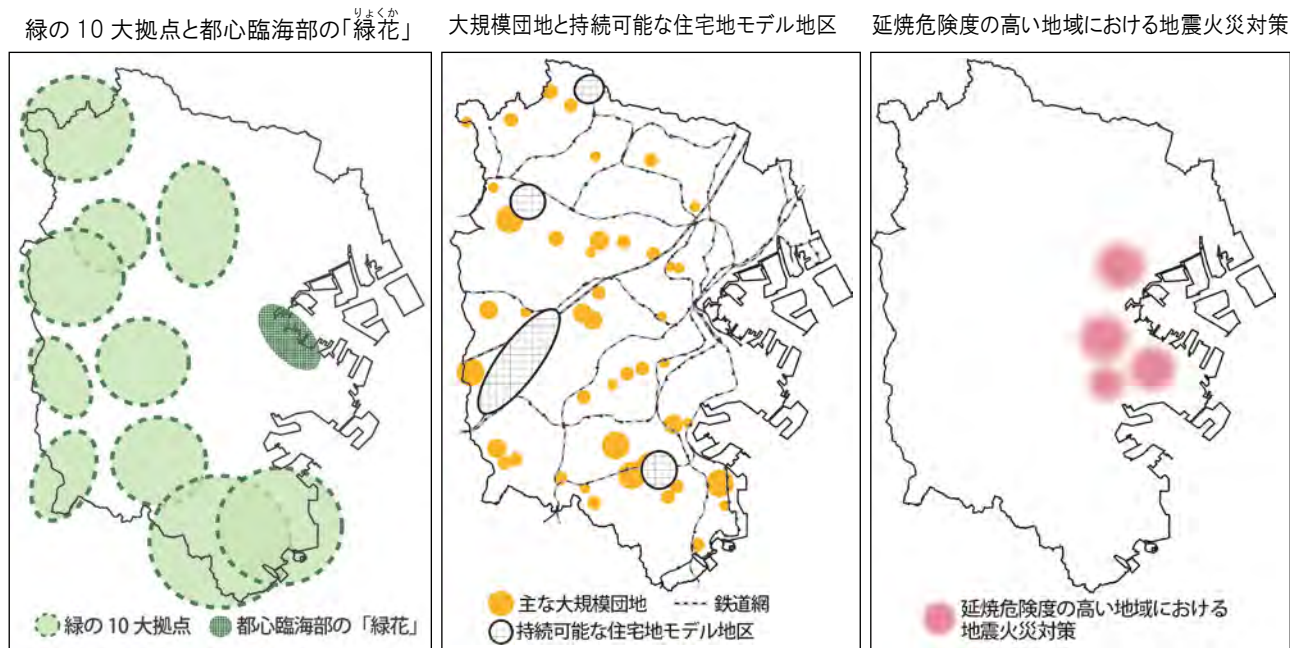 緑の10大拠点と都心臨海部の「緑花」
りょくか
大規模団地と持続可能な住宅地モデル地区
延焼危険度の高い地域における地震火災対策
緑の10大拠点
都心臨海部の「緑花」
主な大規模団地
鉄道網
持続可能な住宅地モデル地区
延焼危険度の高い地域における
地震火災対策